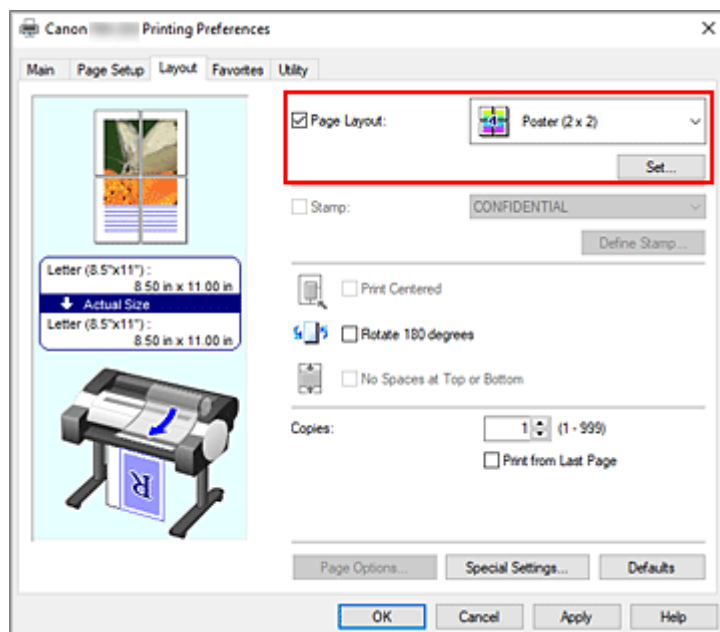 Canon Printing Preferences
Main Page Setup Layout Favorites Utility
Page Layout: 4 Poster (2 x 2)
Set...
Stamp: CONFIDENTIAL
Define Stamp...
Letter (8.5"x11") :
8.50 in x 11.00 in
Actual Size
Letter (8.5"x11") :
8.50 in x 11.00 in
Print Centered
Rotate 180 degrees
No Spaces at Top or Bottom
R
Copies: 1 (1 - 999)
Print from Last Page
Page Options... Special Settings... Defaults
OK Cancel Apply Help